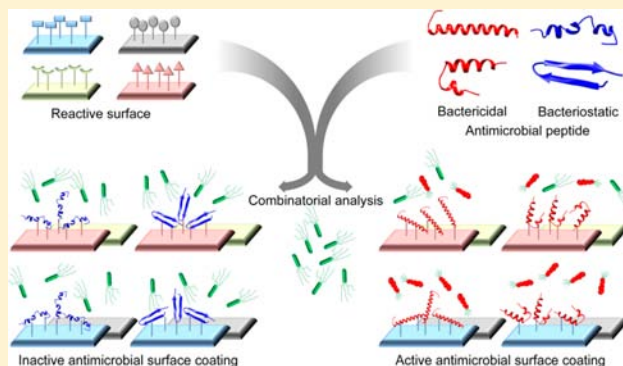 Reactive surface
Bactericidal
Bacteriostatic
Antimicrobial peptide
Combinatorial analysis
Inactive antimicrobial surface coating
Active antimicrobial surface coating